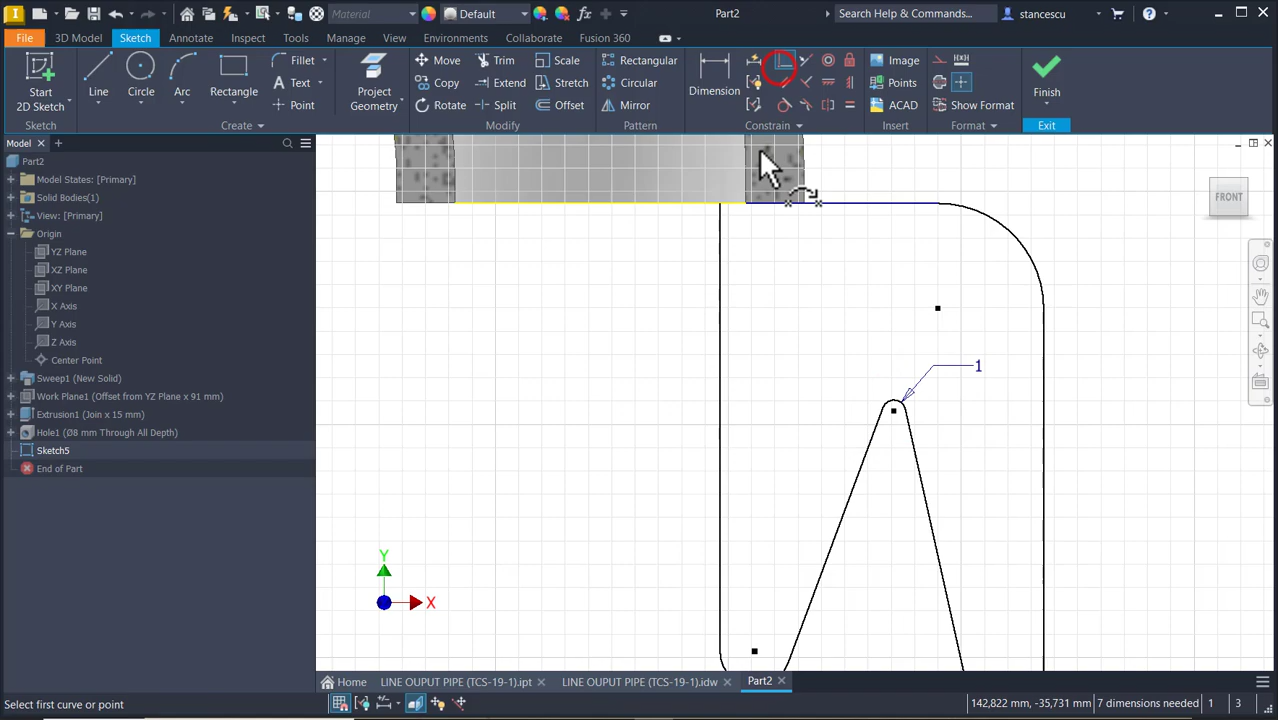 Material
Default
Part2
Search Help & Commands...
stancescu
File
3D Model
Sketch
Annotate
Inspect
Tools
Manage
View
Environments
Collaborate
Fusion 360
Start
2D Sketch
Line
Circle
Arc
Rectangle
Fillet
Text
Point
Project
Geometry
Move
Copy
Rotate
Trim
Extend
Split
Scale
Stretch
Offset
Rectangular
Circular
Mirror
Dimension
Image
Points
ACAD
Show Format
Finish
Sketch
Create
Modify
Pattern
Constrain
Insert
Format
Exit
Model
Part2
Model States: [Primary]
Solid Bodies(1)
View: [Primary]
Origin
YZ Plane
XZ Plane
XY Plane
X Axis
Y Axis
Z Axis
Center Point
Sweep1 (New Solid)
Work Plane1 (Offset from YZ Plane x 91 mm)
Extrusion1 (Join x 15 mm)
Hole1 (Ø8 mm Through All Depth)
Sketch5
End of Part
FRONT
1
Y
X
Home
LINE OUPUT PIPE (TCS-19-1).ipt
LINE OUPUT PIPE (TCS-19-1).idw
Part2
Select first curve or point
142,822 mm, -35,731 mm
7 dimensions needed
1
3